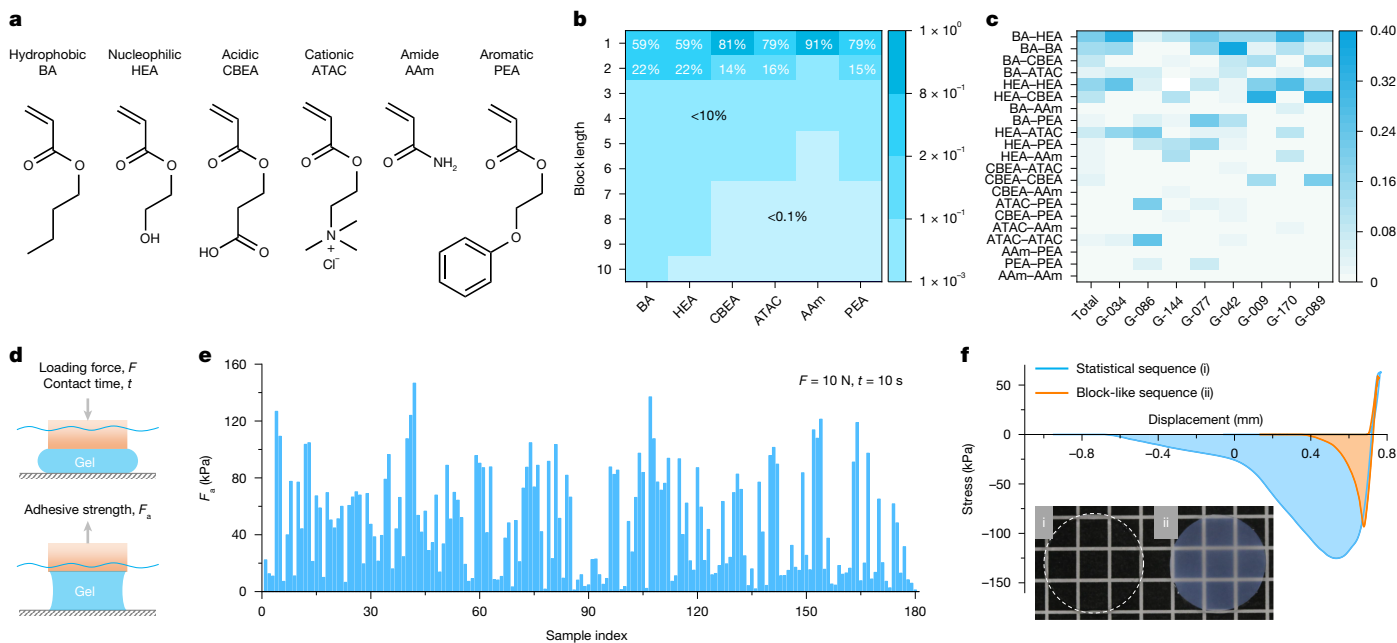 a
Hydrophobic
BA
Nucleophilic
HEA
Acidic
CBEA
Cationic
ATAC
Amide
AAm
Aromatic
PEA
O
O
O
O
OH
O
O
HO
O
O
O
N
+
Cl⁻
O
NH₂
O
O
O
b
Block length
1
2
3
4
5
6
7
8
9
10
59% 59% 81% 79% 91% 79%
22% 22% 14% 16% 15%
<10%
<0.1%
BA
HEA
CBEA
ATAC
AAm
PEA
1 × 10⁰
8 × 10⁻¹
2 × 10⁻¹
1 × 10⁻¹
1 × 10⁻³
c
BA–HEA
BA–BA
BA–CBEA
BA–ATAC
HEA–HEA
HEA–CBEA
BA–AAm
BA–PEA
HEA–ATAC
HEA–PEA
HEA–AAm
CBEA–ATAC
CBEA–CBEA
CBEA–AAm
ATAC–PEA
CBEA–PEA
ATAC–AAm
ATAC–ATAC
AAm–PEA
PEA–PEA
AAm–AAm
Total
G-034
G-086
G-144
G-077
G-042
G-009
G-170
G-089
0.40
0.32
0.24
0.16
0.08
0
d
Loading force, F
Contact time, t
Gel
Adhesive strength, Fₐ
Gel
e
Fₐ (kPa)
160
120
80
40
0
F = 10 N, t = 10 s
0 30 60 90 120 150 180
Sample index
f
Statistical sequence (i)
Block-like sequence (ii)
Displacement (mm)
Stress (kPa)
50
0
−50
−100
−150
−0.8 −0.4 0 0.4 0.8
i
ii